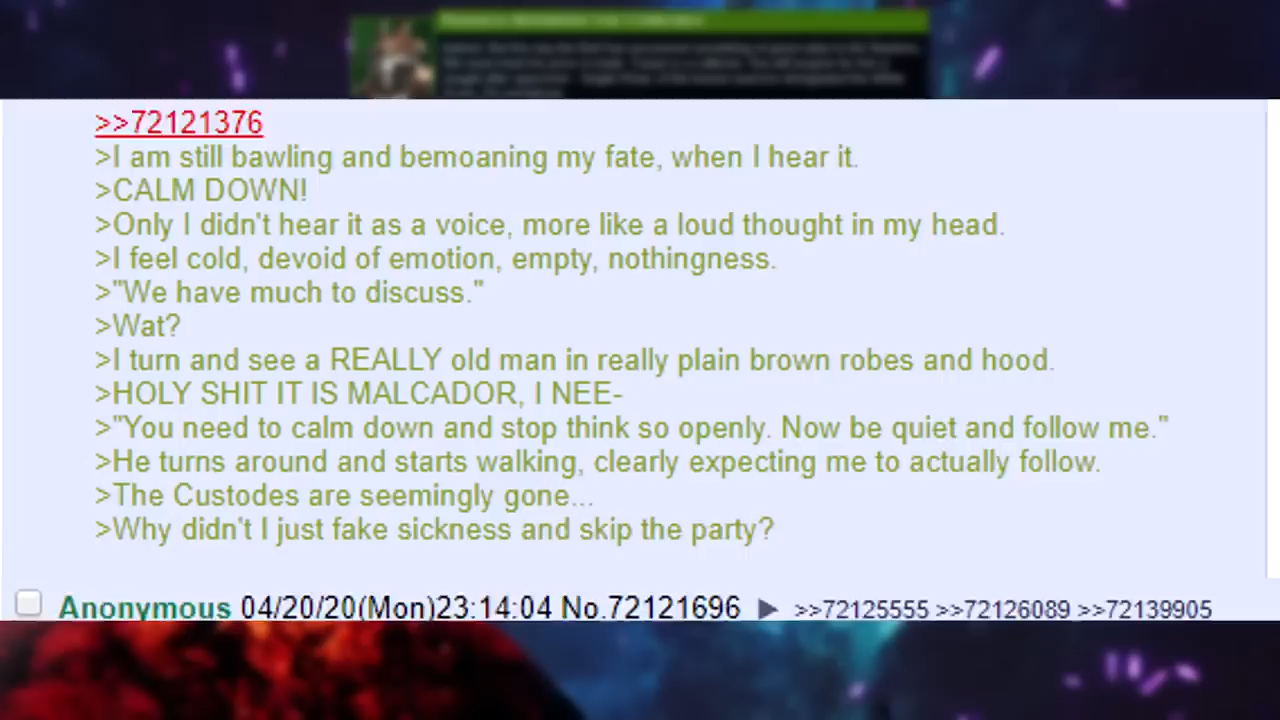 >>72121376
>I am still bawling and bemoaning my fate, when I hear it.
>CALM DOWN!
>Only I didn't hear it as a voice, more like a loud thought in my head.
>I feel cold, devoid of emotion, empty, nothingness.
>"We have much to discuss."
>Wat?
>I turn and see a REALLY old man in really plain brown robes and hood.
>HOLY SHIT IT IS MALCADOR, I NEE-
>"You need to calm down and stop think so openly. Now be quiet and follow me."
>He turns around and starts walking, clearly expecting me to actually follow.
>The Custodes are seemingly gone...
>Why didn't I just fake sickness and skip the party?
Anonymous 04/20/20(Mon)23:14:04 No.72121696 ▶ >>72125555 >>72126089 >>72139905